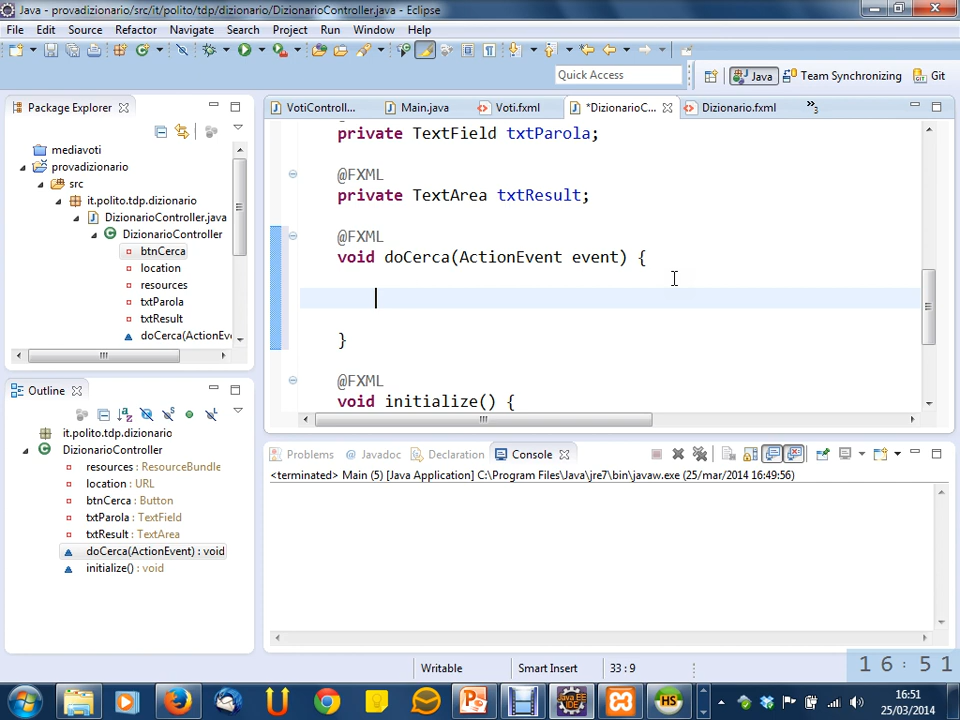 Java - provadizionario/src/it/polito/tdp/dizionario/DizionarioController.java - Eclipse
File Edit Source Refactor Navigate Search Project Run Window Help
Quick Access
Java
Team Synchronizing
Git
Package Explorer
mediavoti
provadizionario
src
it.polito.tdp.dizionario
DizionarioController.java
DizionarioController
btnCerca
location
resources
txtParola
txtResult
doCerca(ActionEv
Outline
it.polito.tdp.dizionario
DizionarioController
resources : ResourceBundle
location : URL
btnCerca : Button
txtParola : TextField
txtResult : TextArea
doCerca(ActionEvent) : void
initialize() : void
VotiControll...
Main.java
Voti.fxml
*DizionarioC...
Dizionario.fxml
3
private TextField txtParola;
@FXML
private TextArea txtResult;
@FXML
void doCerca(ActionEvent event) {
}
@FXML
void initialize() {
Problems
Javadoc
Declaration
Console
<terminated> Main (5) [Java Application] C:\Program Files\Java\jre7\bin\javaw.exe (25/mar/2014 16:49:56)
Writable
Smart Insert
33 : 9
16:51
16:51
25/03/2014